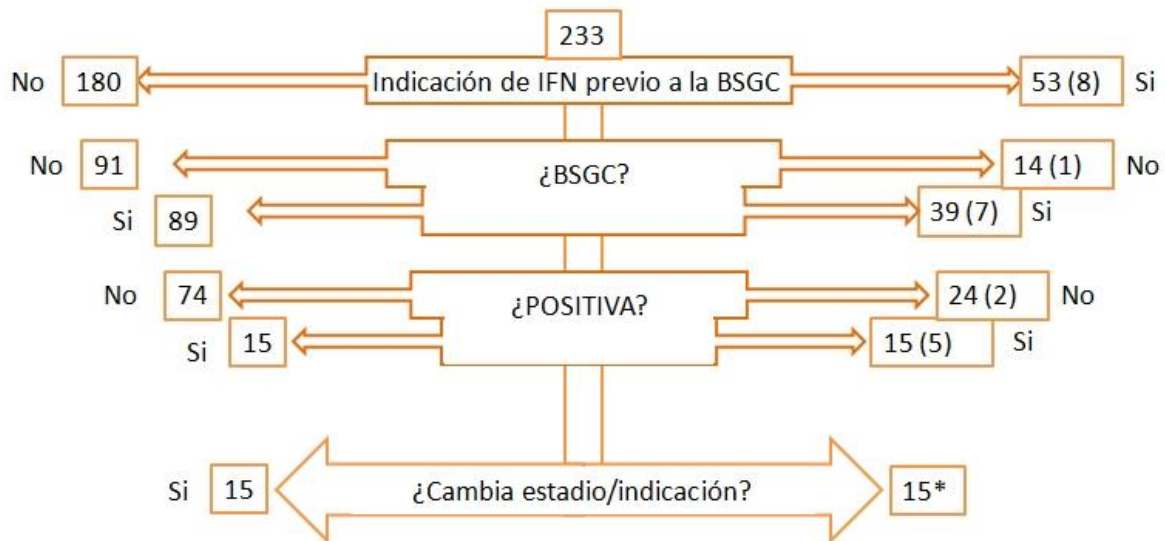 233
No 180 Indicación de IFN previo a la BSGC 53 (8) Si
No 91 ¿BSGC? 14 (1) No
Si 89 39 (7) Si
No 74 ¿POSITIVA? 24 (2) No
Si 15 15 (5) Si
Si 15 ¿Cambia estadio/indicación? 15*